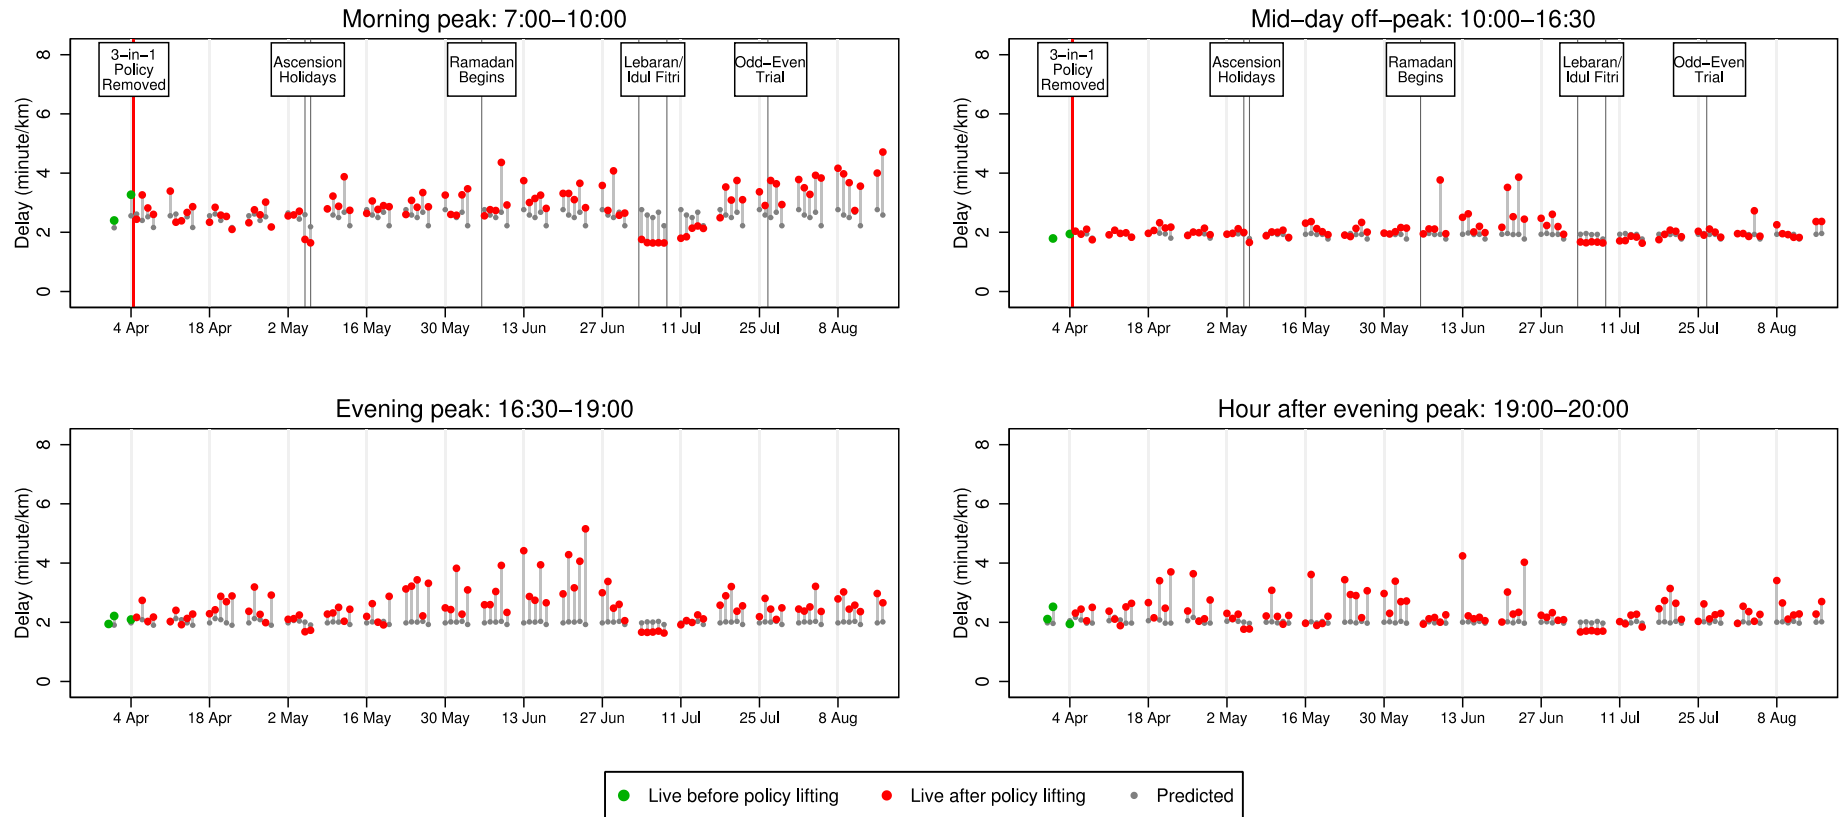 Morning peak: 7:00–10:00
Delay (minute/km)
0
2
4
6
8
3–in–1
Policy
Removed
Ascension
Holidays
Ramadan
Begins
Lebaran/
Idul Fitri
Odd–Even
Trial
4 Apr
18 Apr
2 May
16 May
30 May
13 Jun
27 Jun
11 Jul
25 Jul
8 Aug
Mid–day off–peak: 10:00–16:30
Delay (minute/km)
0
2
4
6
8
3–in–1
Policy
Removed
Ascension
Holidays
Ramadan
Begins
Lebaran/
Idul Fitri
Odd–Even
Trial
4 Apr
18 Apr
2 May
16 May
30 May
13 Jun
27 Jun
11 Jul
25 Jul
8 Aug
Evening peak: 16:30–19:00
Delay (minute/km)
0
2
4
6
8
4 Apr
18 Apr
2 May
16 May
30 May
13 Jun
27 Jun
11 Jul
25 Jul
8 Aug
Hour after evening peak: 19:00–20:00
Delay (minute/km)
0
2
4
6
8
4 Apr
18 Apr
2 May
16 May
30 May
13 Jun
27 Jun
11 Jul
25 Jul
8 Aug
Live before policy lifting
Live after policy lifting
Predicted